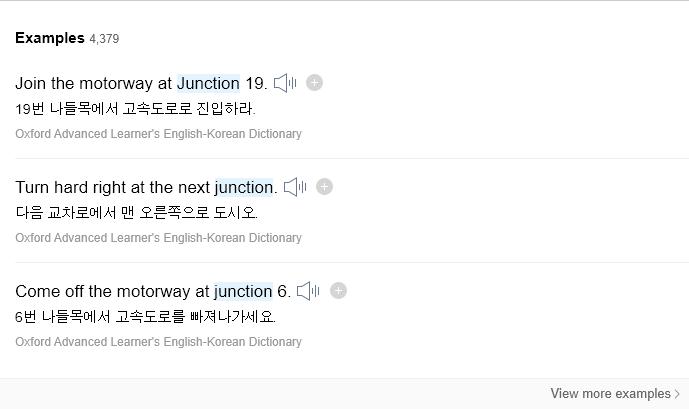 Examples 4,379
Join the motorway at Junction 19.
19번 나들목에서 고속도로로 진입하라.
Oxford Advanced Learner's English-Korean Dictionary
Turn hard right at the next junction.
다음 교차로에서 맨 오른쪽으로 도시오.
Oxford Advanced Learner's English-Korean Dictionary
Come off the motorway at junction 6.
6번 나들목에서 고속도로를 빠져나가세요.
Oxford Advanced Learner's English-Korean Dictionary
View more examples